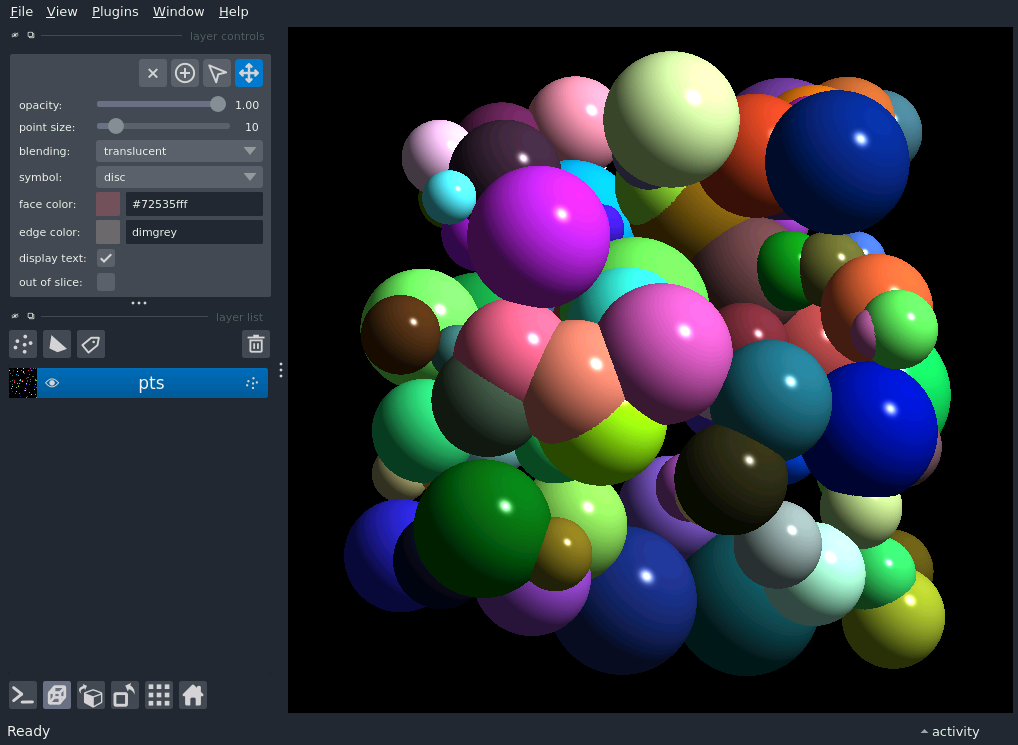 File View Plugins Window Help
layer controls
opacity: 1.00
point size: 10
blending: translucent
symbol: disc
face color: #72535fff
edge color: dimgrey
display text:
out of slice:
layer list
pts
Ready
activity